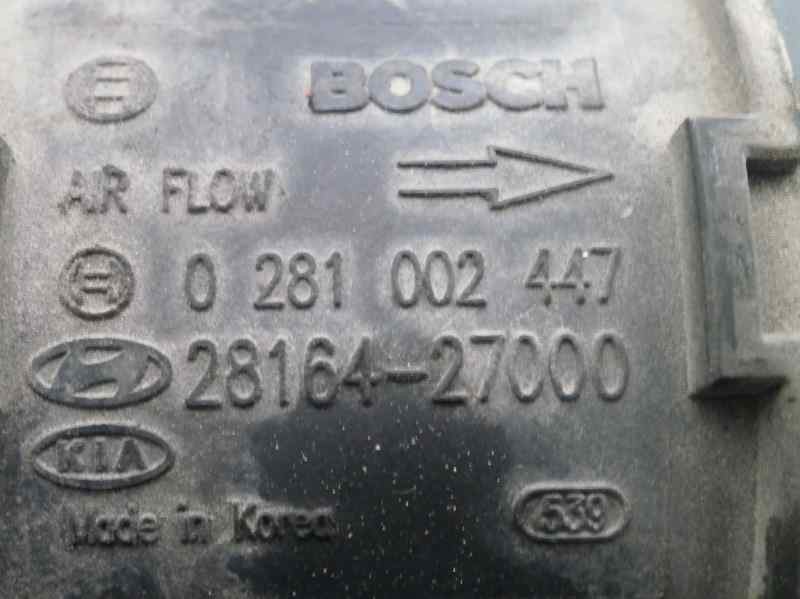 BOSCH
AIR FLOW
0 281 002 447
28164-27000
KIA
Made in Korea 539